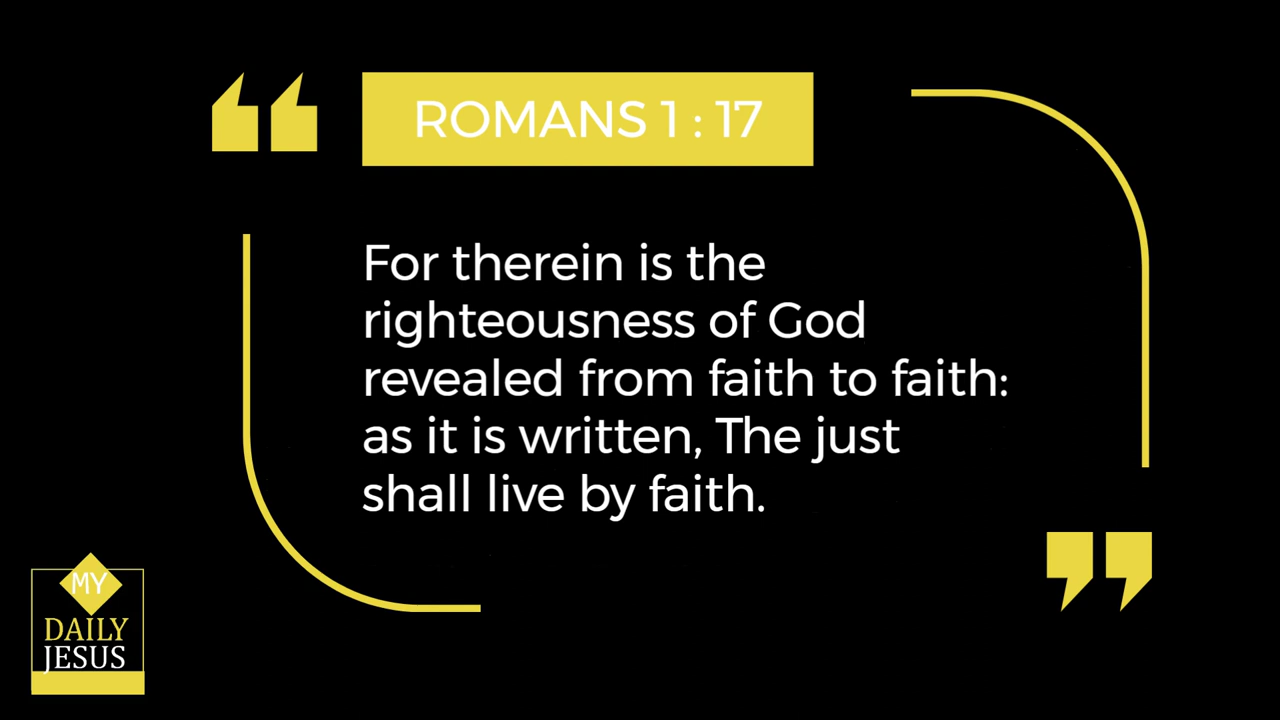 ROMANS 1 : 17
For therein is the
righteousness of God
revealed from faith to faith:
as it is written, The just
shall live by faith.
MY
DAILY
JESUS